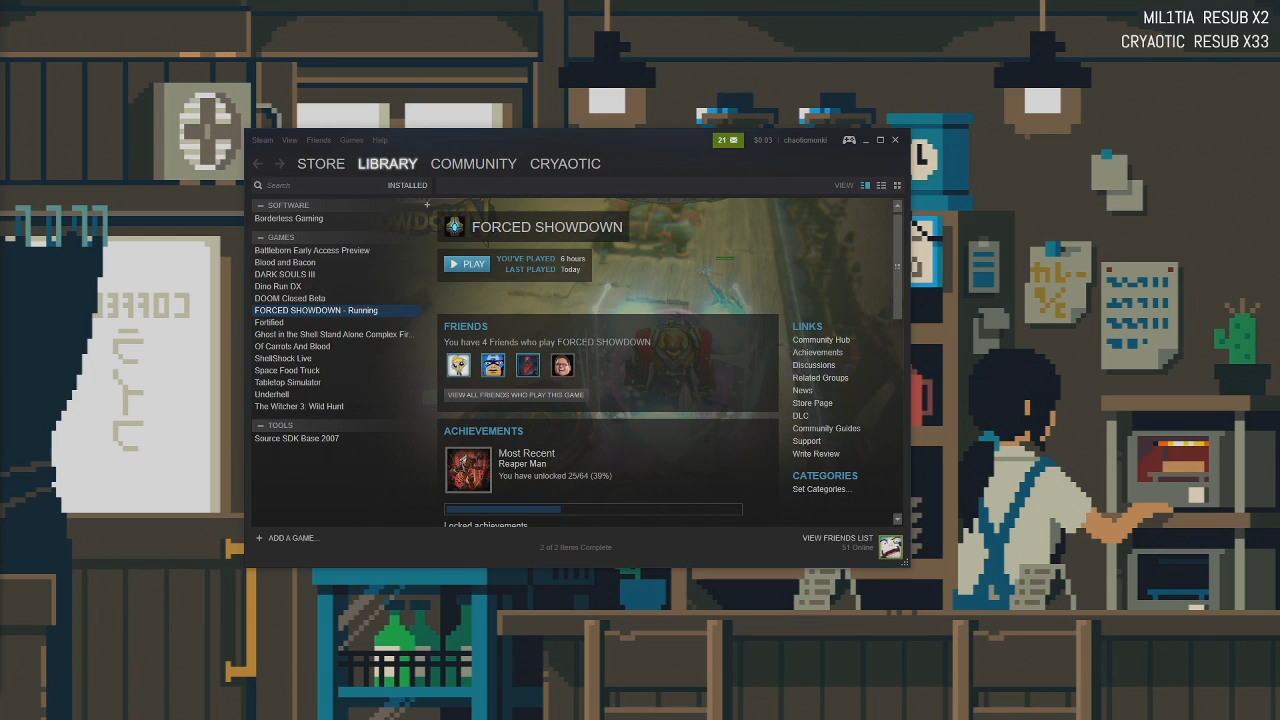 MIL1TIA RESUB X2
CRYAOTIC RESUB X33
Steam View Friends Games Help
21 $0.03 chaoticmonki
STORE LIBRARY COMMUNITY CRYAOTIC
Search INSTALLED VIEW
SOFTWARE
Borderless Gaming
GAMES
Battleborn Early Access Preview
Blood and Bacon
DARK SOULS III
Dino Run DX
DOOM Closed Beta
FORCED SHOWDOWN - Running
Fortified
Ghost in the Shell Stand Alone Complex Fir...
Of Carrots And Blood
ShellShock Live
Space Food Truck
Tabletop Simulator
Underhell
The Witcher 3: Wild Hunt
TOOLS
Source SDK Base 2007
FORCED SHOWDOWN
PLAY
YOU'VE PLAYED 6 hours
LAST PLAYED Today
FRIENDS
You have 4 Friends who play FORCED SHOWDOWN
VIEW ALL FRIENDS WHO PLAY THIS GAME
ACHIEVEMENTS
Most Recent
Reaper Man
You have unlocked 25/64 (39%)
Locked achievements
LINKS
Community Hub
Achievements
Discussions
Related Groups
News
Store Page
DLC
Community Guides
Support
Write Review
CATEGORIES
Set Categories...
+ ADD A GAME...
2 of 2 Items Complete
VIEW FRIENDS LIST
51 Online
COFFEE
カレー